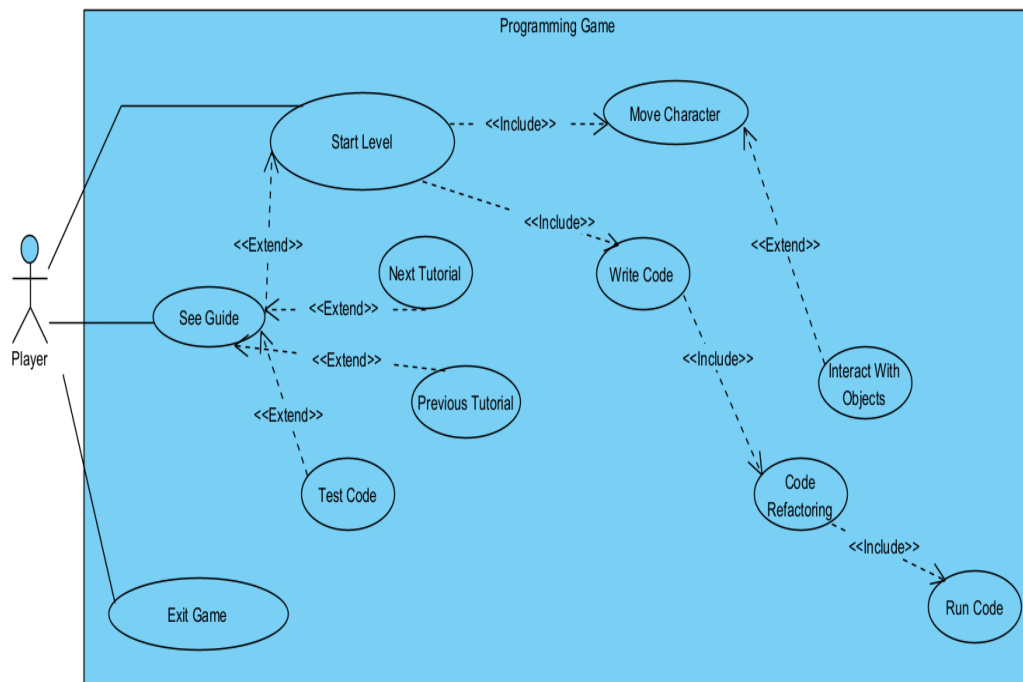 Programming Game
Move Character
<<Include>>
Start Level
<<Include>>
<<Extend>>
<<Extend>>
Next Tutorial
Write Code
<<Extend>>
See Guide
Player
<<Extend>>
<<Include>>
Interact With
Objects
Previous Tutorial
<<Extend>>
Test Code
Code
Refactoring
<<Include>>
Exit Game
Run Code